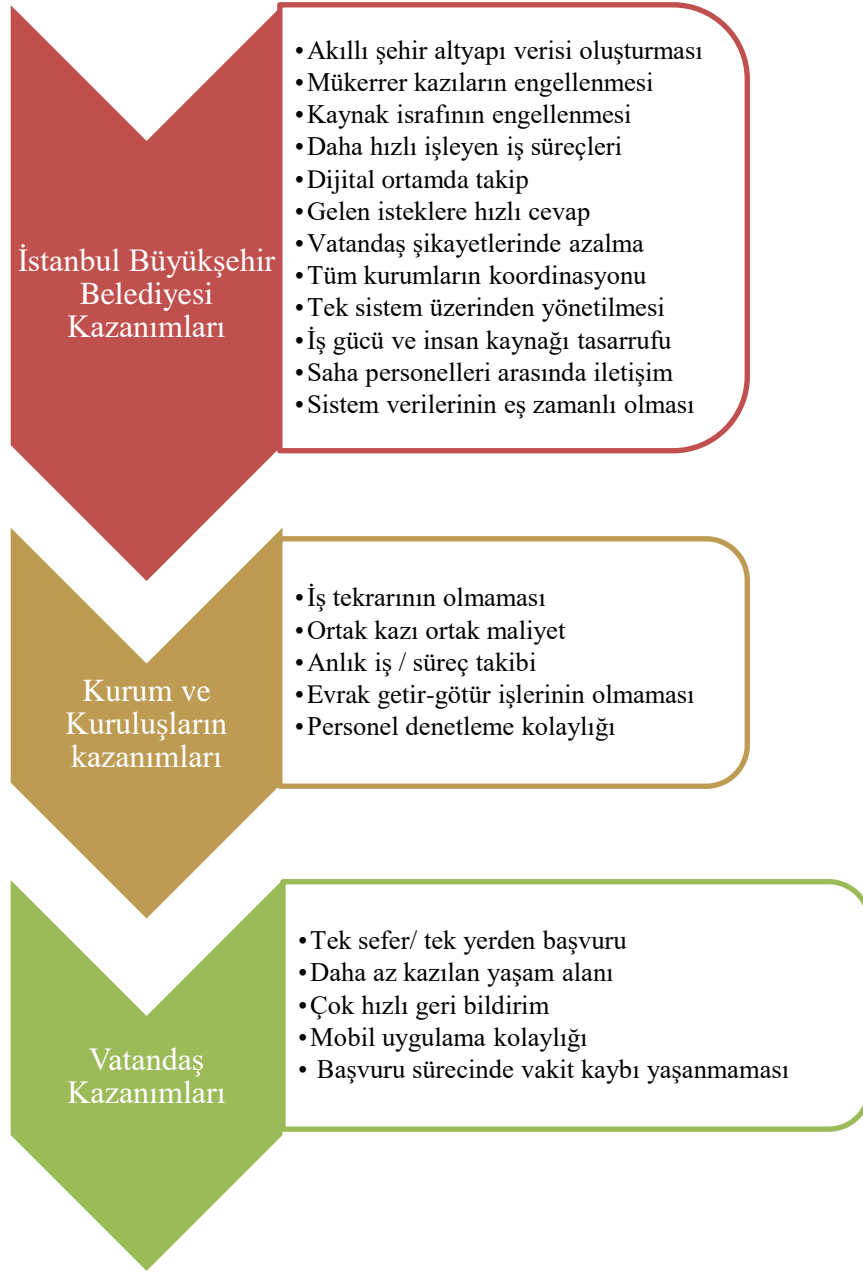 İstanbul Büyükşehir
Belediyesi
Kazanımları
•Akıllı şehir altyapı verisi oluşturması
•Mükerrer kazıların engellenmesi
•Kaynak israfının engellenmesi
•Daha hızlı işleyen iş süreçleri
•Dijital ortamda takip
•Gelen isteklere hızlı cevap
•Vatandaş şikayetlerinde azalma
•Tüm kurumların koordinasyonu
•Tek sistem üzerinden yönetilmesi
•İş gücü ve insan kaynağı tasarrufu
•Saha personelleri arasında iletişim
•Sistem verilerinin eş zamanlı olması
Kurum ve
Kuruluşların
kazanımları
•İş tekrarının olmaması
•Ortak kazı ortak maliyet
•Anlık iş / süreç takibi
•Evrak getir-götür işlerinin olmaması
•Personel denetleme kolaylığı
Vatandaş
Kazanımları
•Tek sefer/ tek yerden başvuru
•Daha az kazılan yaşam alanı
•Çok hızlı geri bildirim
•Mobil uygulama kolaylığı
• Başvuru sürecinde vakit kaybı yaşanmaması